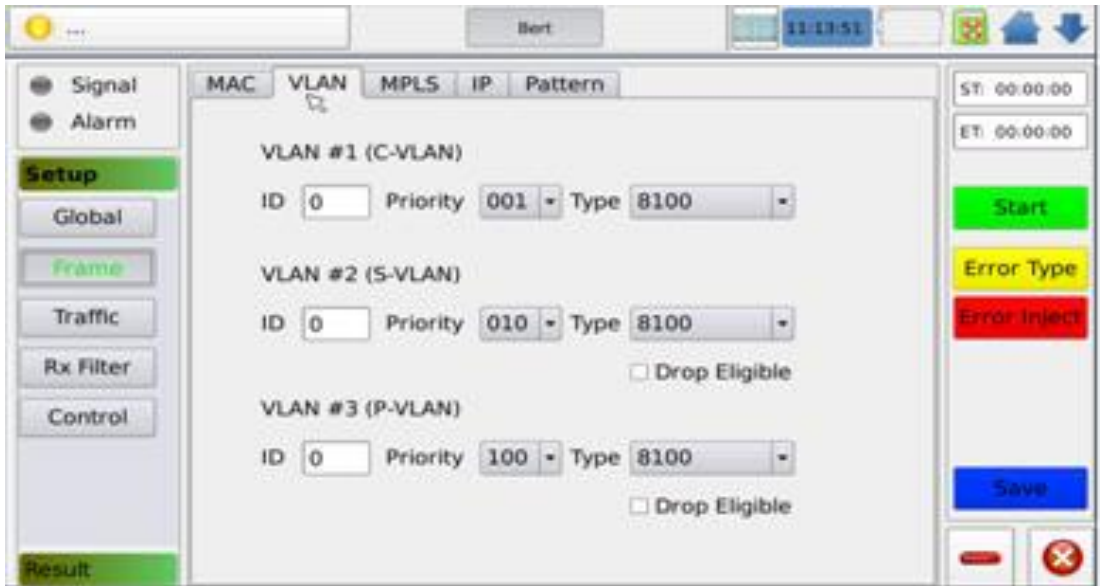 ...
Bert
11:13:51
Signal
Alarm
Setup
Global
Frame
Traffic
Rx Filter
Control
Result
MAC VLAN MPLS IP Pattern
VLAN #1 (C-VLAN)
ID 0 Priority 001 Type 8100
VLAN #2 (S-VLAN)
ID 0 Priority 010 Type 8100
Drop Eligible
VLAN #3 (P-VLAN)
ID 0 Priority 100 Type 8100
Drop Eligible
ST: 00:00:00
ET: 00:00:00
Start
Error Type
Error Inject
Save